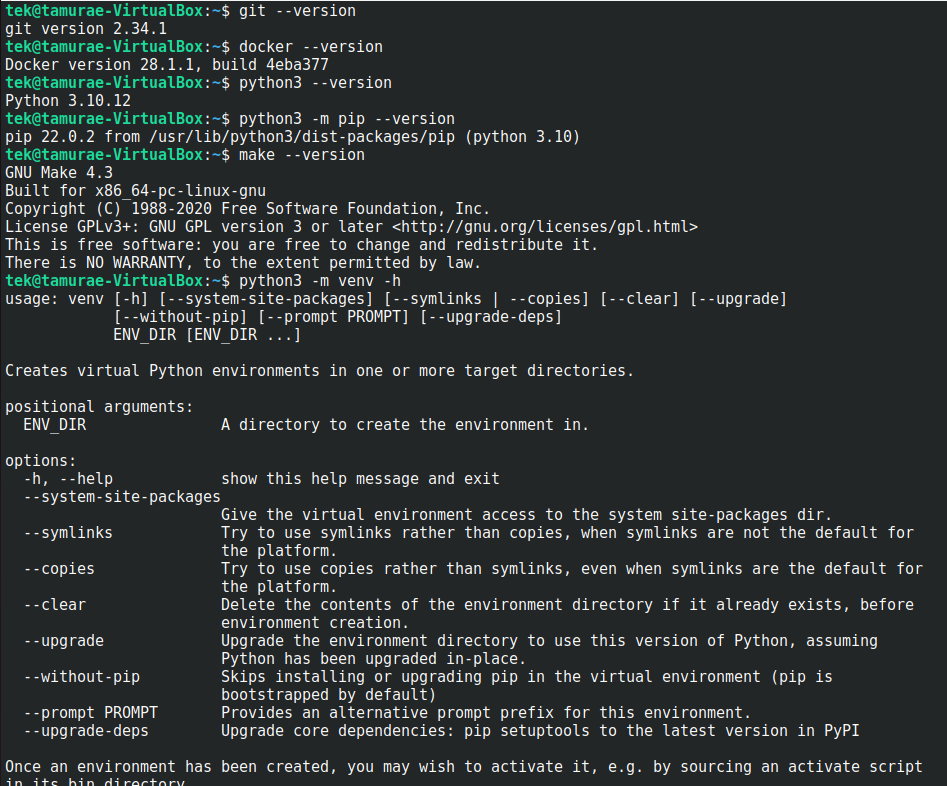 tek@tamurae-VirtualBox:~$ git --version
git version 2.34.1
tek@tamurae-VirtualBox:~$ docker --version
Docker version 28.1.1, build 4eba377
tek@tamurae-VirtualBox:~$ python3 --version
Python 3.10.12
tek@tamurae-VirtualBox:~$ python3 -m pip --version
pip 22.0.2 from /usr/lib/python3/dist-packages/pip (python 3.10)
tek@tamurae-VirtualBox:~$ make --version
GNU Make 4.3
Built for x86_64-pc-linux-gnu
Copyright (C) 1988-2020 Free Software Foundation, Inc.
License GPLv3+: GNU GPL version 3 or later <http://gnu.org/licenses/gpl.html>
This is free software: you are free to change and redistribute it.
There is NO WARRANTY, to the extent permitted by law.
tek@tamurae-VirtualBox:~$ python3 -m venv -h
usage: venv [-h] [--system-site-packages] [--symlinks | --copies] [--clear] [--upgrade]
            [--without-pip] [--prompt PROMPT] [--upgrade-deps]
            ENV_DIR [ENV_DIR ...]

Creates virtual Python environments in one or more target directories.

positional arguments:
  ENV_DIR               A directory to create the environment in.

options:
  -h, --help            show this help message and exit
  --system-site-packages
                        Give the virtual environment access to the system site-packages dir.
  --symlinks            Try to use symlinks rather than copies, when symlinks are not the default for
                        the platform.
  --copies              Try to use copies rather than symlinks, even when symlinks are the default for
                        the platform.
  --clear               Delete the contents of the environment directory if it already exists, before
                        environment creation.
  --upgrade             Upgrade the environment directory to use this version of Python, assuming
                        Python has been upgraded in-place.
  --without-pip         Skips installing or upgrading pip in the virtual environment (pip is
                        bootstrapped by default)
  --prompt PROMPT       Provides an alternative prompt prefix for this environment.
  --upgrade-deps        Upgrade core dependencies: pip setuptools to the latest version in PyPI

Once an environment has been created, you may wish to activate it, e.g. by sourcing an activate script
in its bin directory